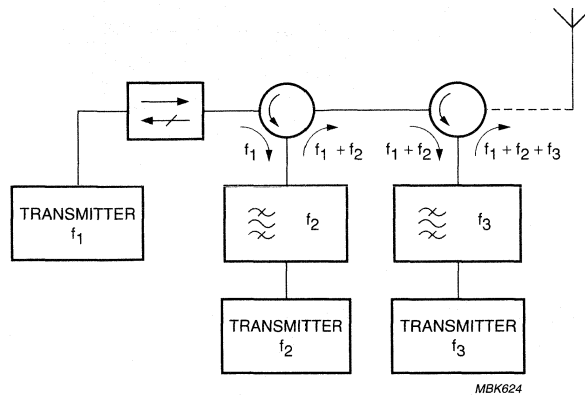 f1
f1 + f2
f1 + f2
f1 + f2 + f3
TRANSMITTER
f1
f2
f3
TRANSMITTER
f2
TRANSMITTER
f3
MBK624